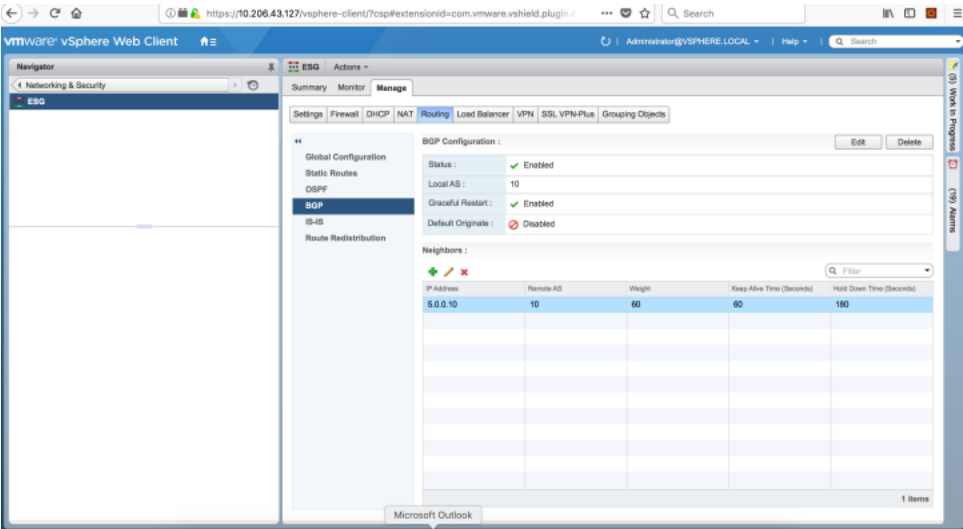 https://10.206.43.127/vsphere-client/?csp#extensionId=com.vmware.vshield.plugin.e
Search
vmware® vSphere Web Client
Administrator@VSPHERE.LOCAL
Help
Search
Navigator
Networking & Security
ESG
ESG
Actions
Summary
Monitor
Manage
Settings
Firewall
DHCP
NAT
Routing
Load Balancer
VPN
SSL VPN-Plus
Grouping Objects
Global Configuration
Static Routes
OSPF
BGP
IS-IS
Route Redistribution
BGP Configuration :
Edit
Delete
Status : Enabled
Local AS : 10
Graceful Restart : Enabled
Default Originate : Disabled
Neighbors :
Filter
IP Address Remote AS Weight Keep Alive Time (Seconds) Hold Down Time (Seconds)
5.0.0.10 10 60 60 180
1 items
(5) Work In Progress
(19) Alarms
Microsoft Outlook